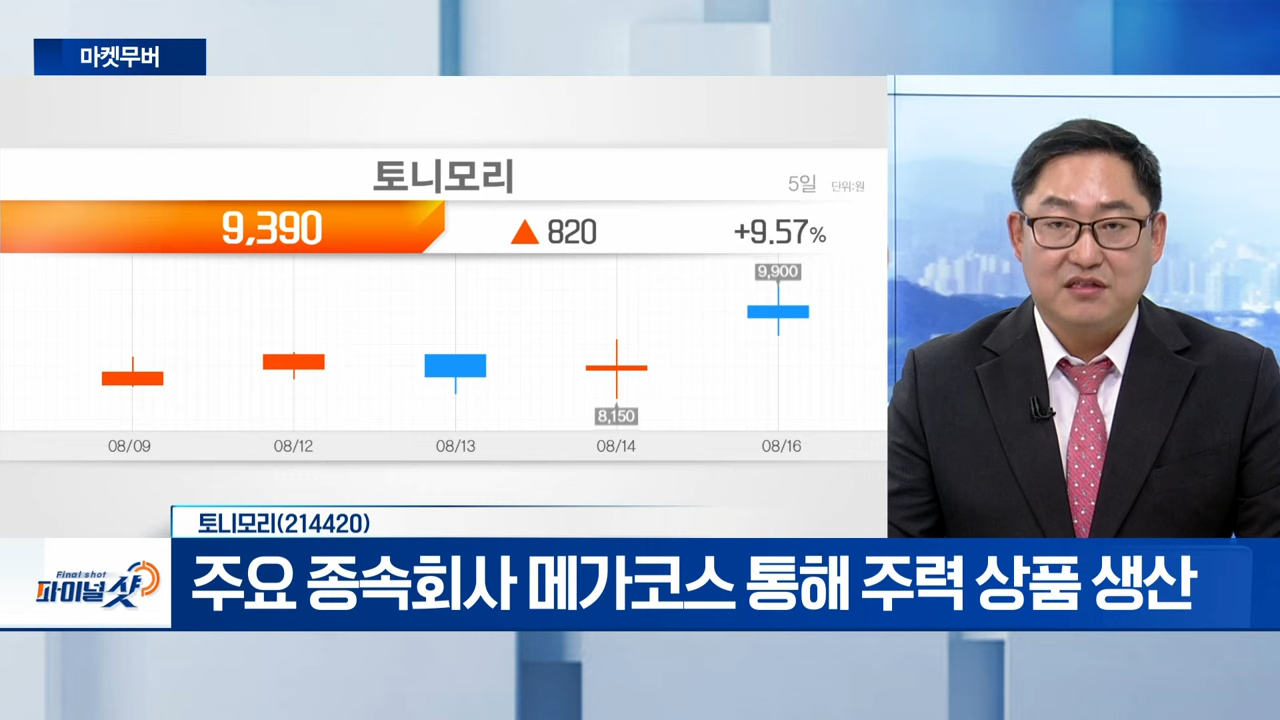 마켓무버
토니모리
5일 단위:원
9,390 ▲ 820 +9.57%
9,900
8,150
08/09 08/12 08/13 08/14 08/16
토니모리(214420)
Final shot
파이널샷
주요 종속회사 메가코스 통해 주력 상품 생산